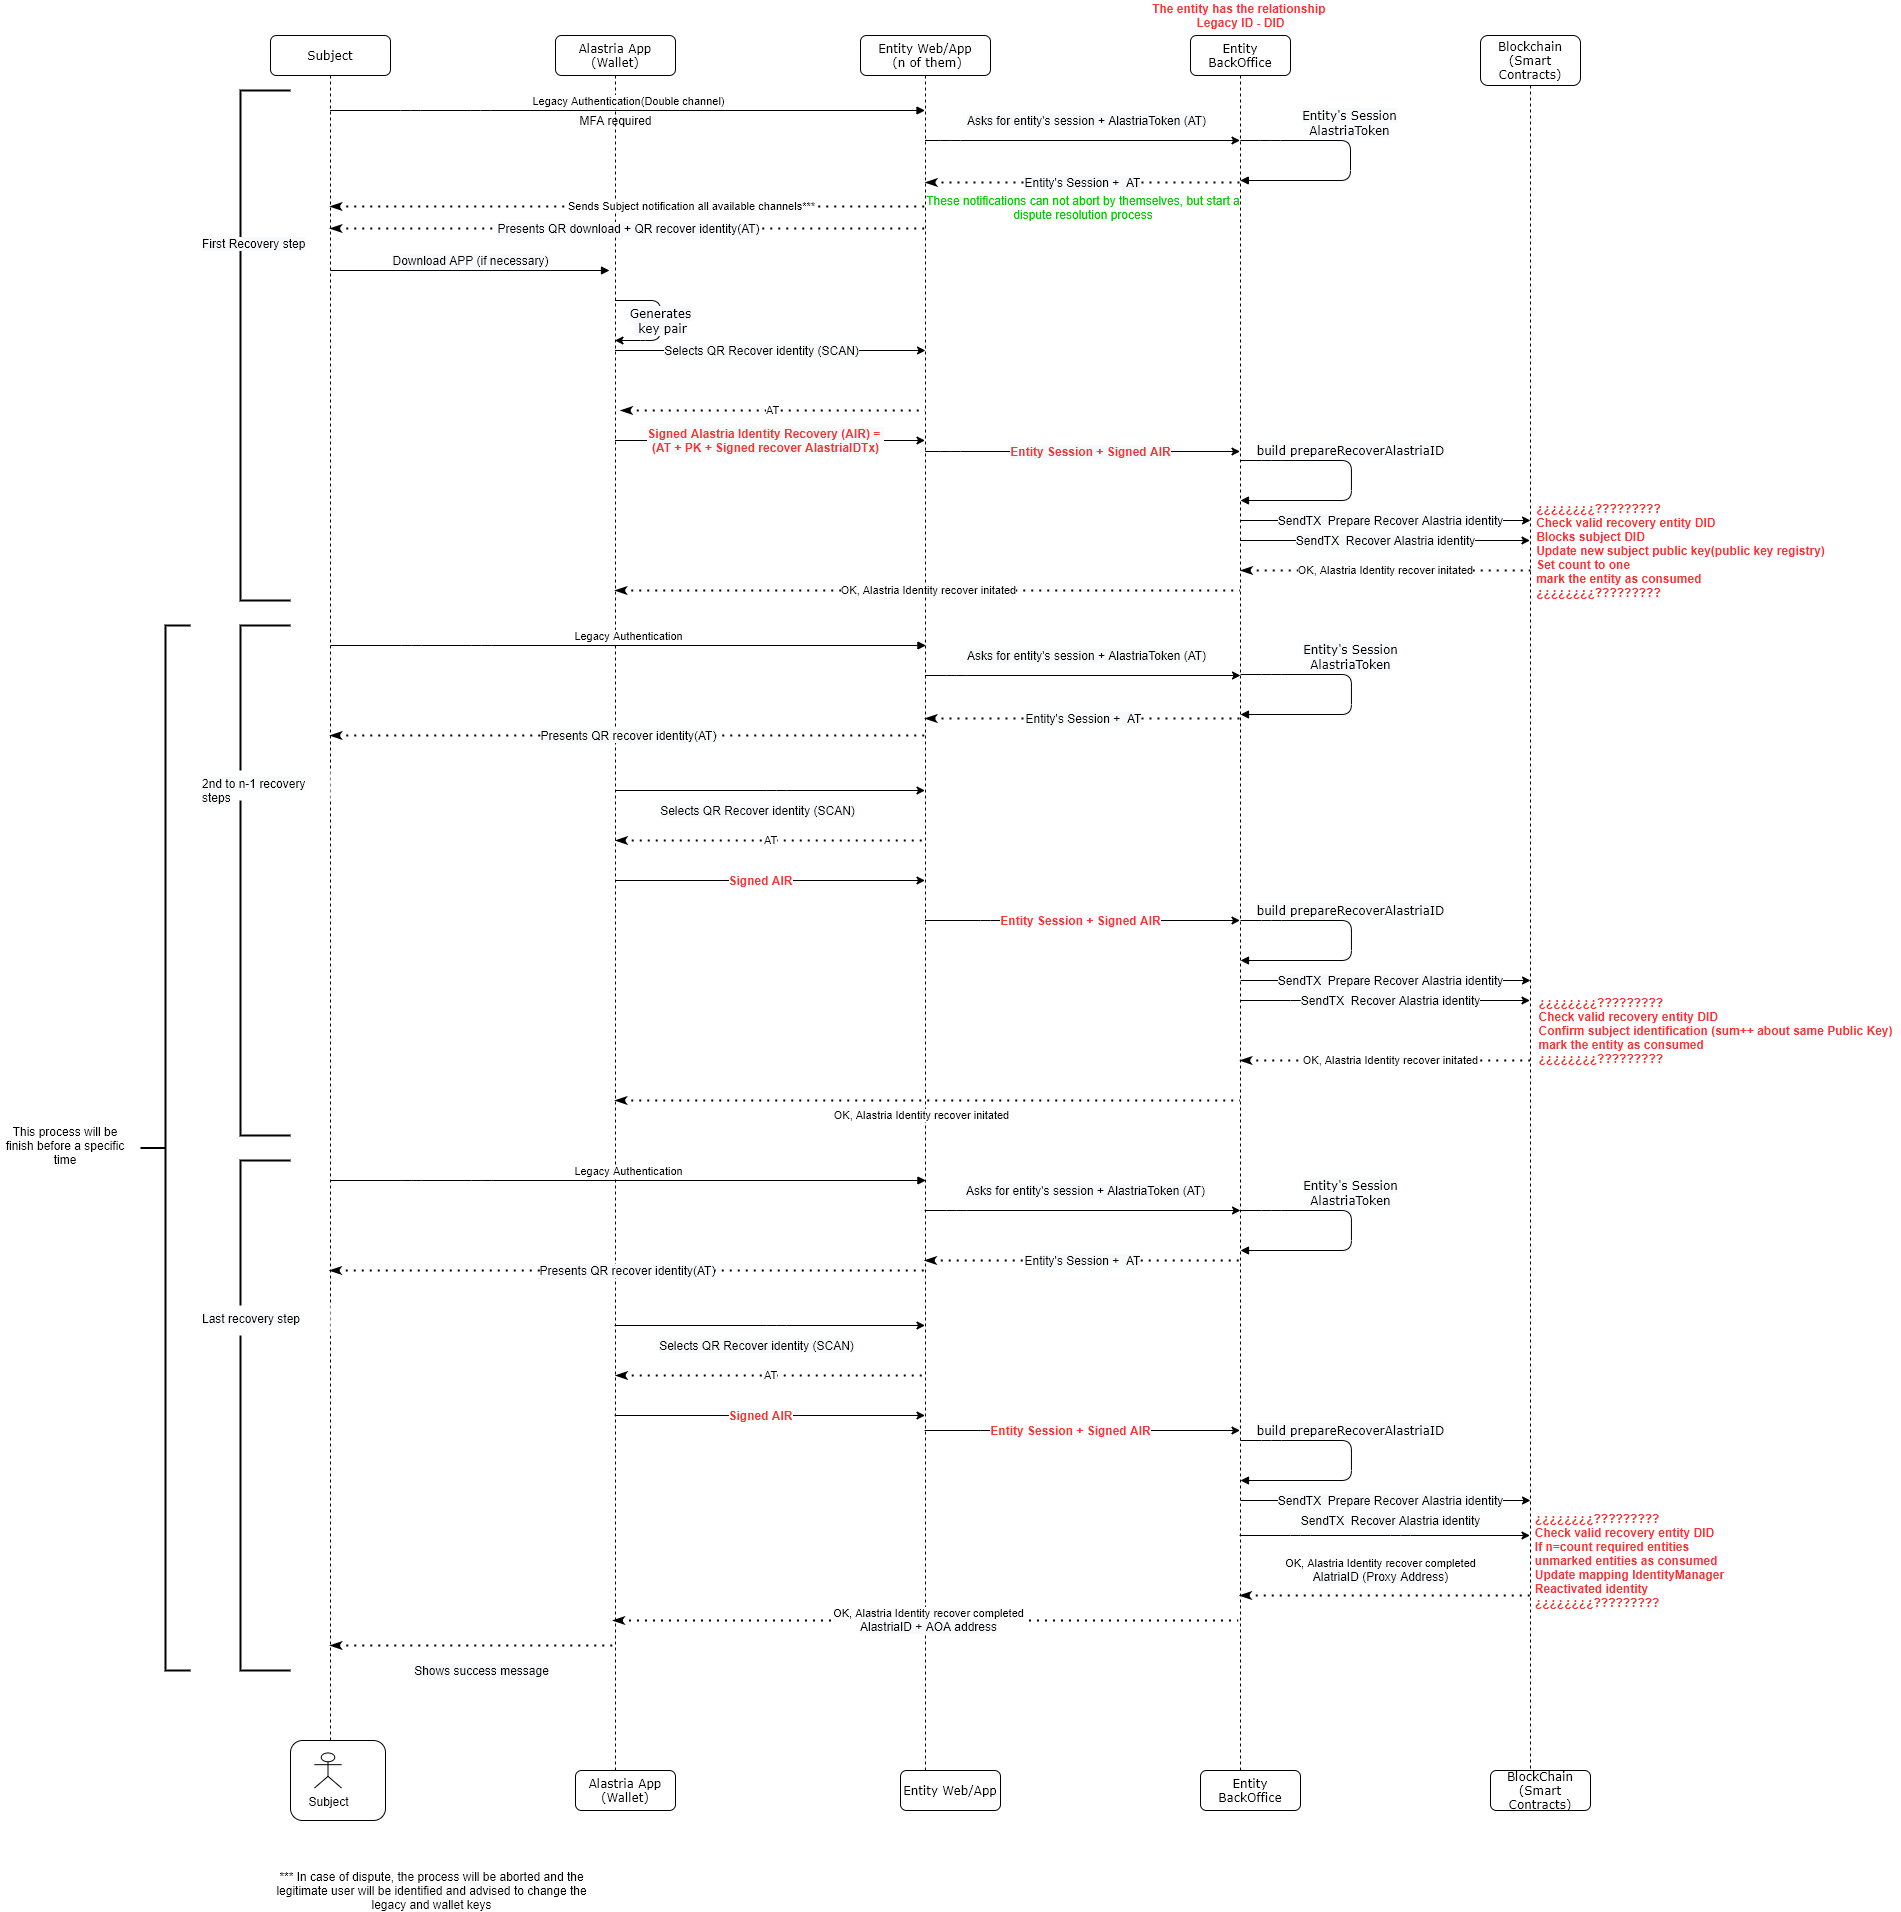 The entity has the relationship
Legacy ID - DID
Subject
Alastria App
(Wallet)
Entity Web/App
(n of them)
Entity
BackOffice
Blockchain
(Smart
Contracts)
Legacy Authentication(Double channel)
MFA required
Asks for entity's session + AlastriaToken (AT)
Entity's Session
AlastriaToken
Entity's Session + AT
Sends Subject notification all available channels***
These notifications can not abort by themselves, but start a
dispute resolution process
Presents QR download + QR recover identity(AT)
First Recovery step
Download APP (if necessary)
Generates
key pair
Selects QR Recover identity (SCAN)
AT
Signed Alastria Identity Recovery (AIR) =
(AT + PK + Signed recover AlastriaIDTx)
Entity Session + Signed AIR
build prepareRecoverAlastriaID
SendTX Prepare Recover Alastria identity
SendTX Recover Alastria identity
¿¿¿¿¿¿¿¿?????????
Check valid recovery entity DID
Blocks subject DID
Update new subject public key(public key registry)
Set count to one
mark the entity as consumed
¿¿¿¿¿¿¿¿?????????
OK, Alastria Identity recover initated
OK, Alastria Identity recover initated
Legacy Authentication
Asks for entity's session + AlastriaToken (AT)
Entity's Session
AlastriaToken
Entity's Session + AT
Presents QR recover identity(AT)
2nd to n-1 recovery
steps
Selects QR Recover identity (SCAN)
AT
Signed AIR
Entity Session + Signed AIR
build prepareRecoverAlastriaID
SendTX Prepare Recover Alastria identity
SendTX Recover Alastria identity
¿¿¿¿¿¿¿¿?????????
Check valid recovery entity DID
Confirm subject identification (sum++ about same Public Key)
mark the entity as consumed
¿¿¿¿¿¿¿¿?????????
OK, Alastria Identity recover initated
OK, Alastria Identity recover initated
This process will be
finish before a specific
time
Legacy Authentication
Asks for entity's session + AlastriaToken (AT)
Entity's Session
AlastriaToken
Entity's Session + AT
Presents QR recover identity(AT)
Last recovery step
Selects QR Recover identity (SCAN)
AT
Signed AIR
Entity Session + Signed AIR
build prepareRecoverAlastriaID
SendTX Prepare Recover Alastria identity
SendTX Recover Alastria identity
¿¿¿¿¿¿¿¿?????????
Check valid recovery entity DID
If n=count required entities
unmarked entities as consumed
Update mapping IdentityManager
Reactivated identity
¿¿¿¿¿¿¿¿?????????
OK, Alastria Identity recover completed
AlatriaID (Proxy Address)
OK, Alastria Identity recover completed
AlastriaID + AOA address
Shows success message
Subject
Alastria App
(Wallet)
Entity Web/App
Entity
BackOffice
BlockChain
(Smart
Contracts)
*** In case of dispute, the process will be aborted and the
legitimate user will be identified and advised to change the
legacy and wallet keys